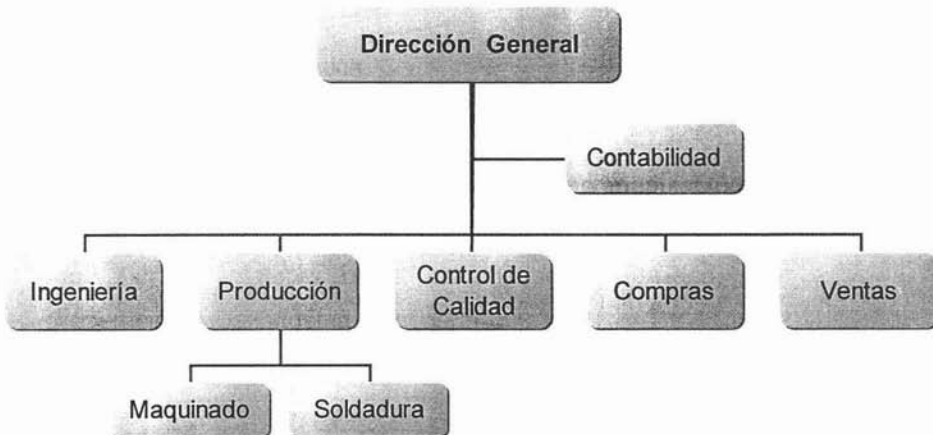 Dirección General
Contabilidad
Ingeniería
Producción
Control de
Calidad
Compras
Ventas
Maquinado
Soldadura